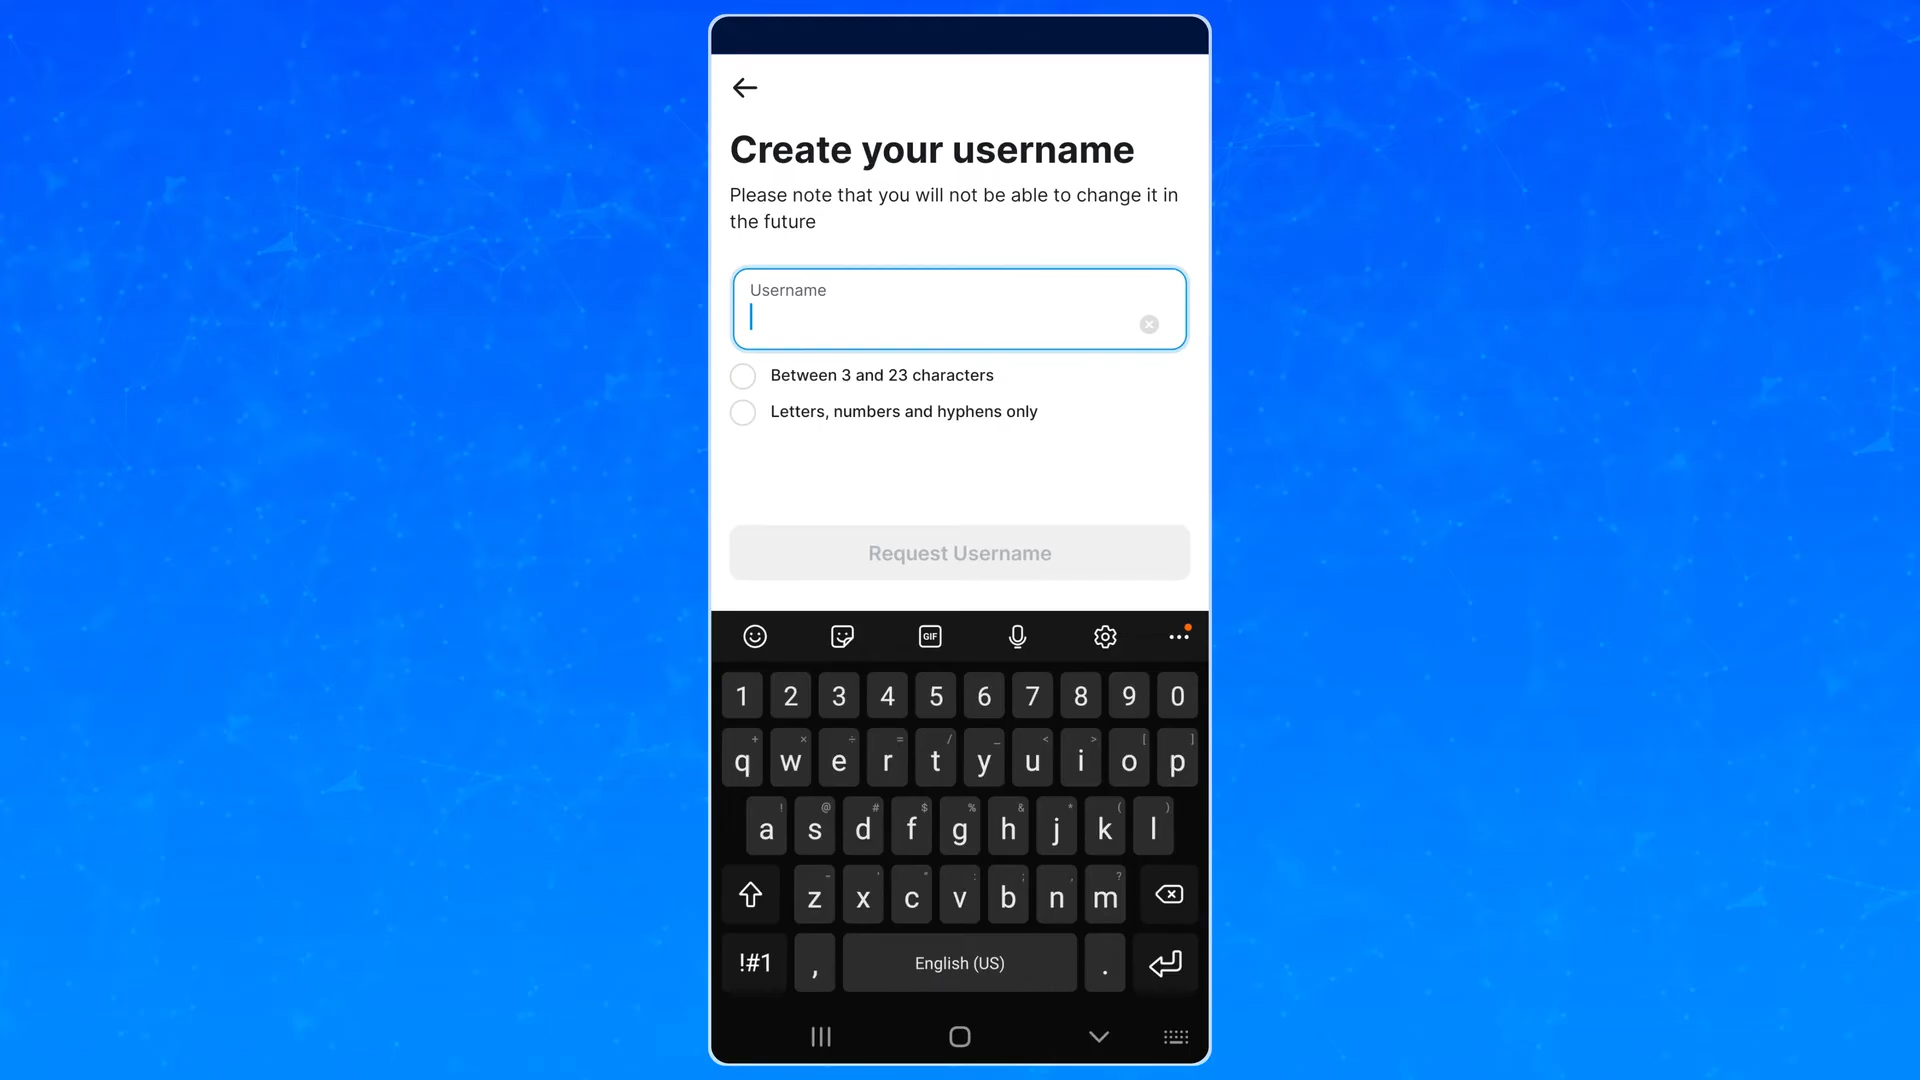 Create your username
Please note that you will not be able to change it in
the future
Username
Between 3 and 23 characters
Letters, numbers and hyphens only
Request Username
GIF
1 2 3 4 5 6 7 8 9 0
+ × ÷ = / _ < > [ ]
q w e r t y u i o p
! @ # $ % & * ( )
a s d f g h j k l
- ' " : ; , ?
z x c v b n m
!#1 , English (US) .